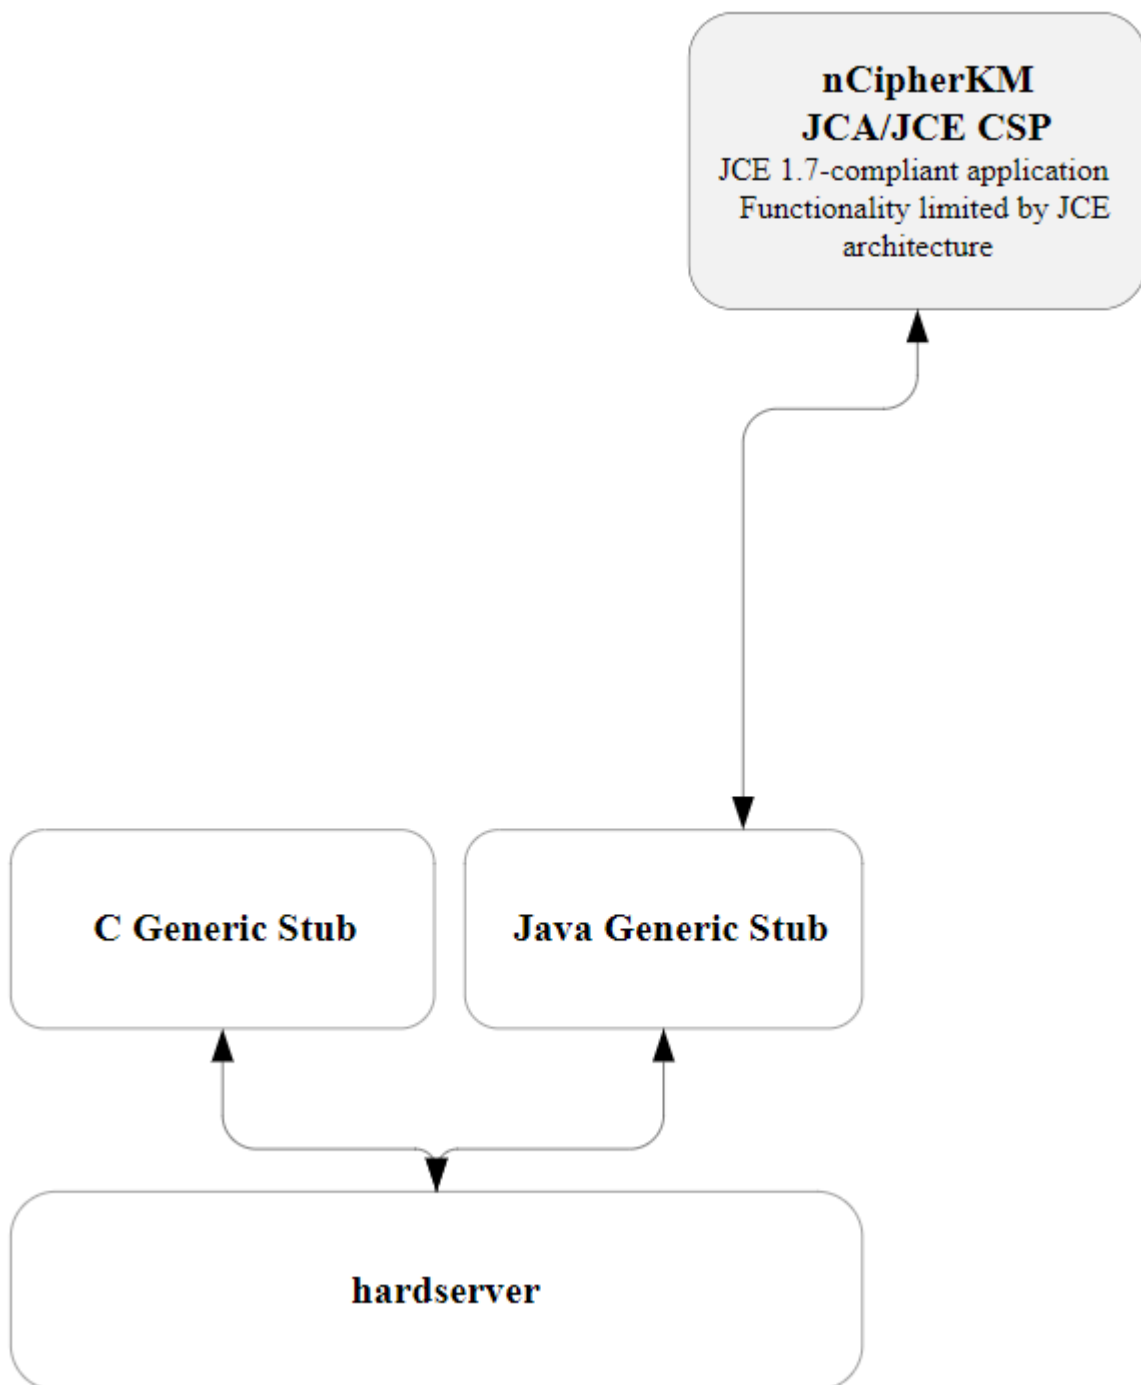 nCipherKM
JCA/JCE CSP
JCE 1.7-compliant application
Functionality limited by JCE
architecture
C Generic Stub
Java Generic Stub
hardserver